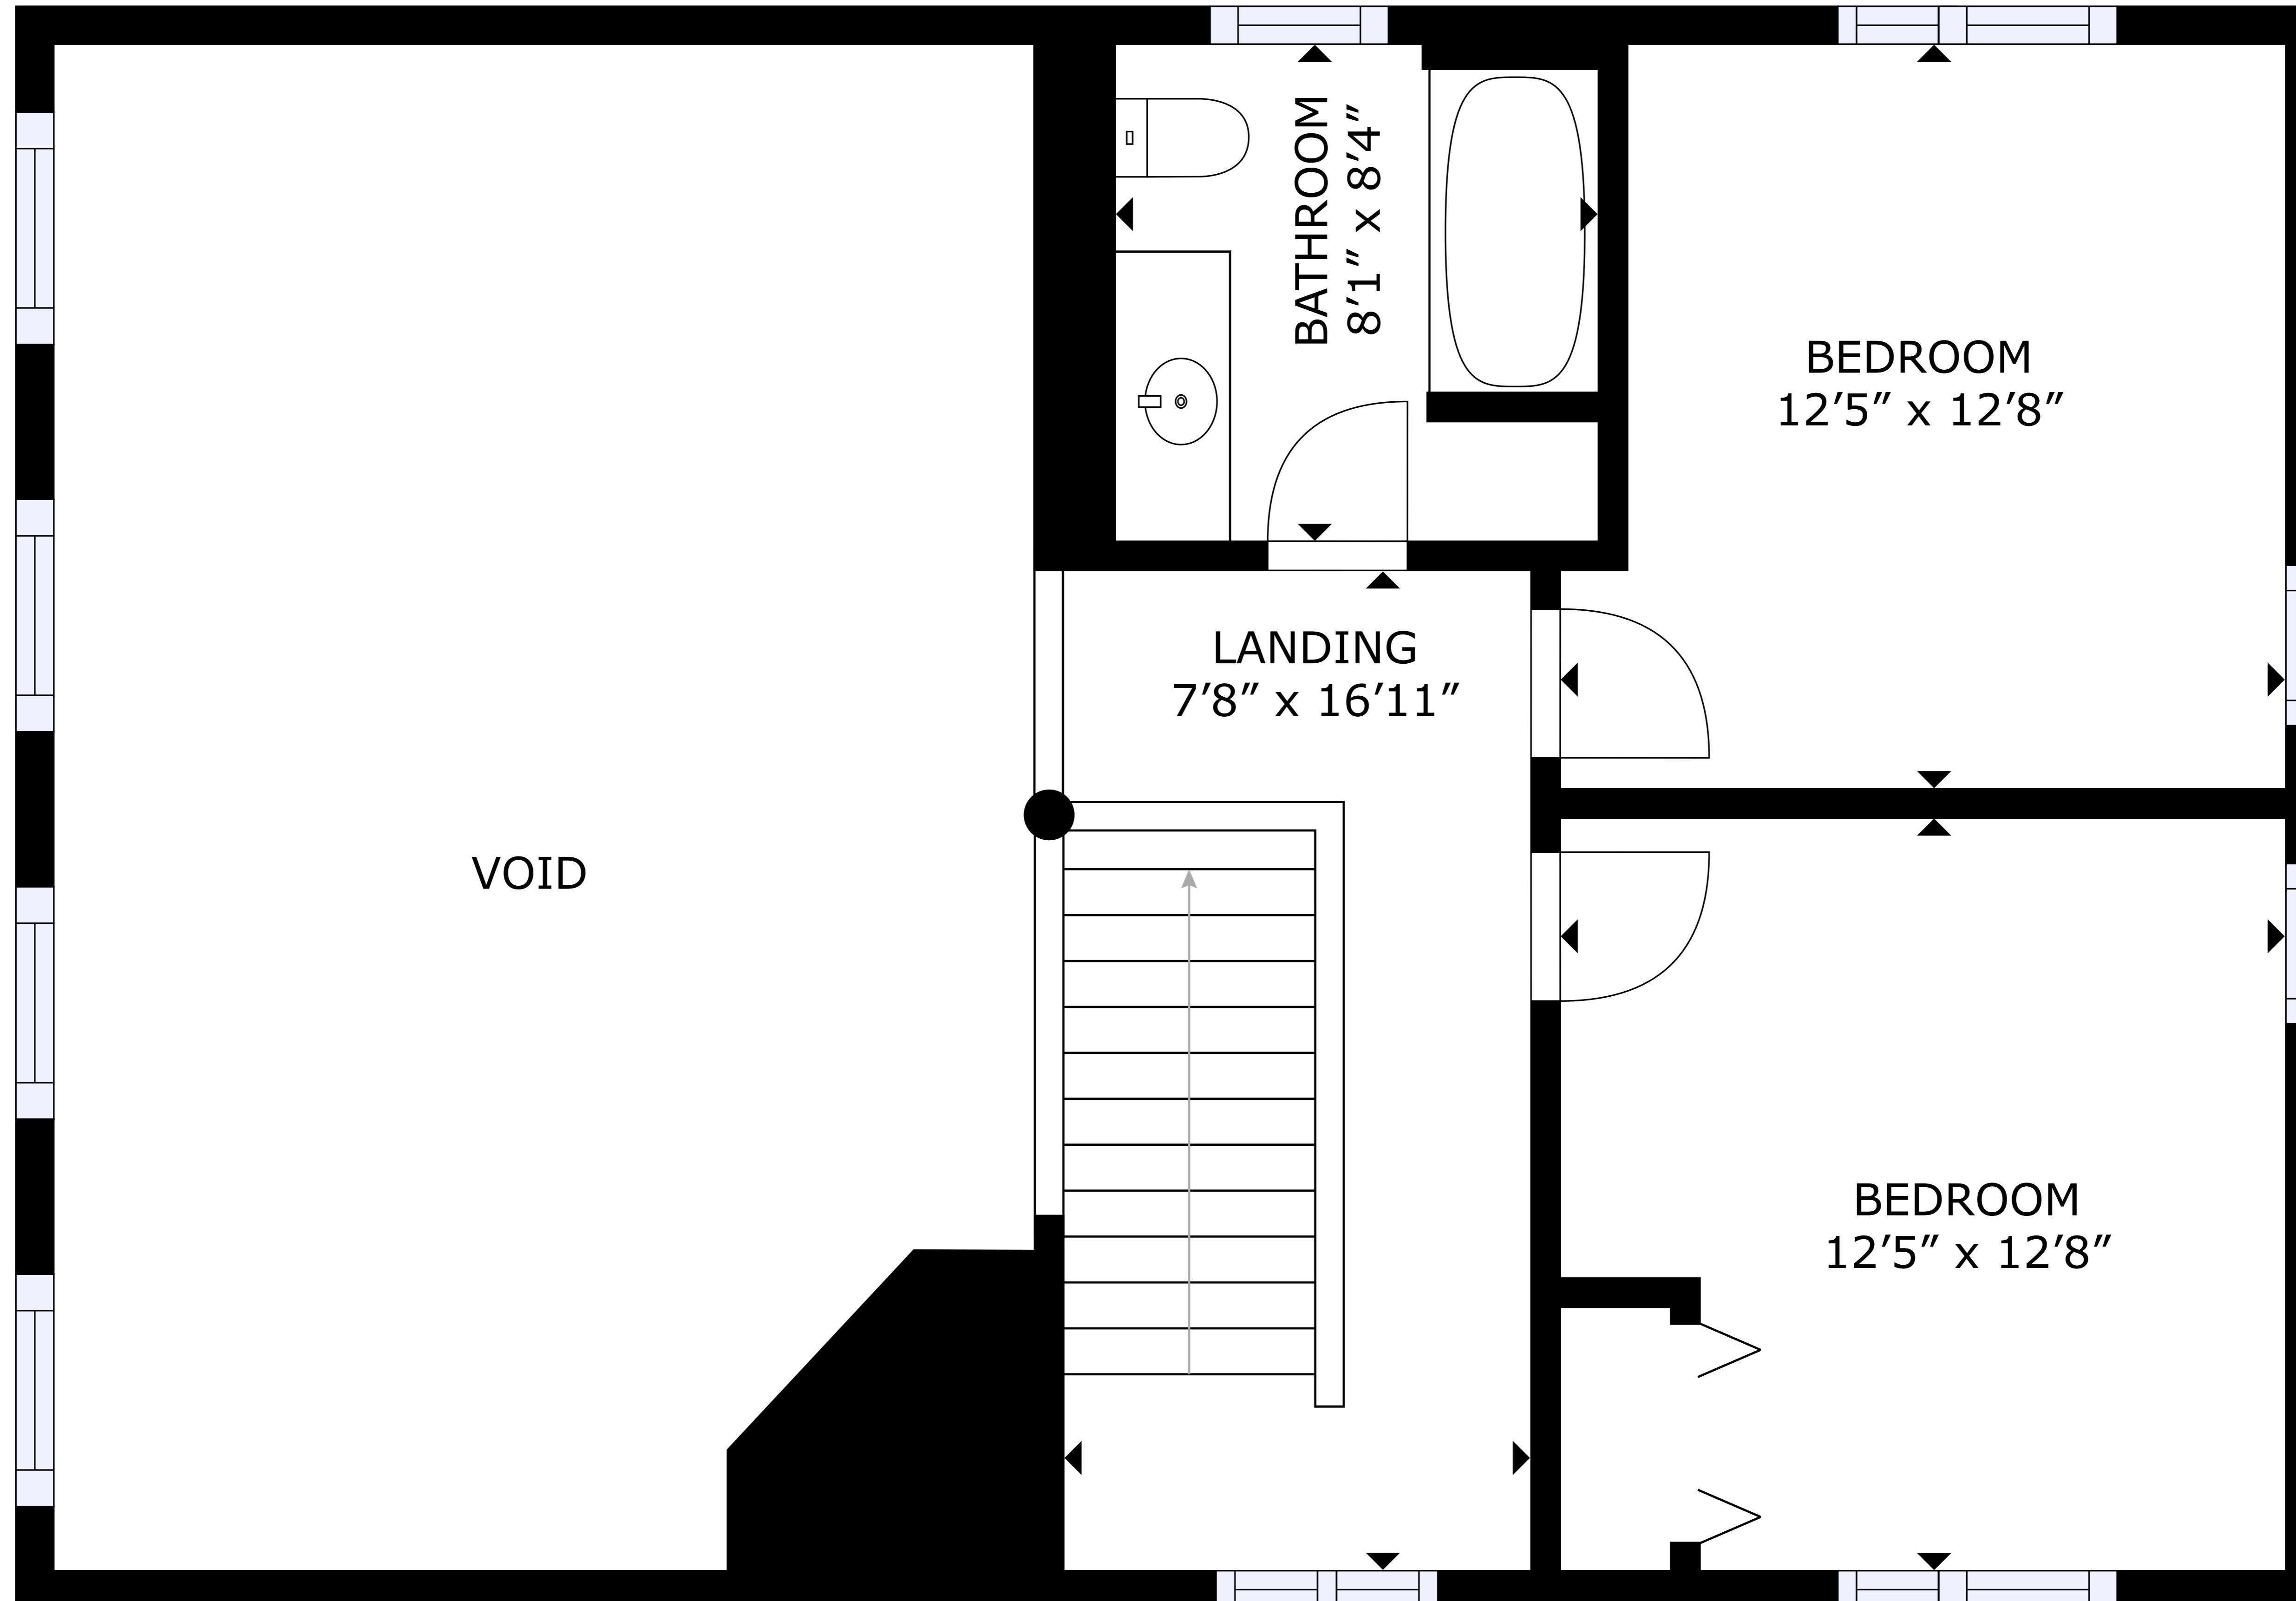 BATHROOM
8′1″ x 8′4″
BEDROOM
12′5″ x 12′8″
LANDING
7′8″ x 16′11″
VOID
BEDROOM
12′5″ x 12′8″